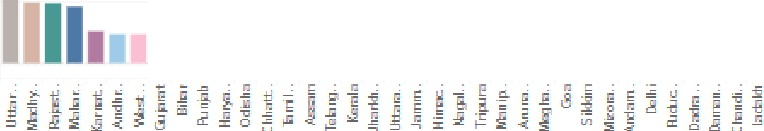 Uttar..
Madhy..
Rajast..
Mahar..
Karnat..
Andhr..
West..
Gujarat
Bihar
Punjab
Harya..
Odisha
Chhatt..
Tamil..
Assam
Telang..
Kerala
Jharkh..
Uttara..
Jamm..
Himac..
Nagal..
Tripura
Manip..
Aruna..
Megha..
Goa
Sikkim
Mizora..
Andam..
Delhi
Puduc..
Dadra..
Daman..
Chandi..
Ladakh